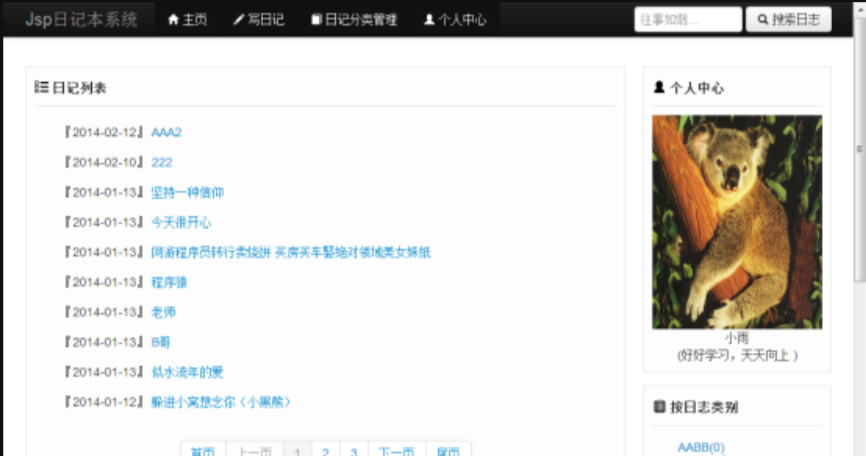 Jsp日记本系统 主页 写日记 日记分类管理 个人中心 往事如烟... 搜索日志
日记列表
『2014-02-12』 AAA2
『2014-02-10』 222
『2014-01-13』 坚持一种信仰
『2014-01-13』 今天很开心
『2014-01-13』 网游程序员转行卖烧饼 买房买车娶绝对领域美女妹纸
『2014-01-13』 程序猿
『2014-01-13』 老师
『2014-01-13』 B哥
『2014-01-13』 似水流年的爱
『2014-01-12』 躲进小窝想念你（小黑熊）
首页 上一页 1 2 3 下一页 尾页
个人中心
小雨
(好好学习，天天向上 )
按日志类别
AABB(0)